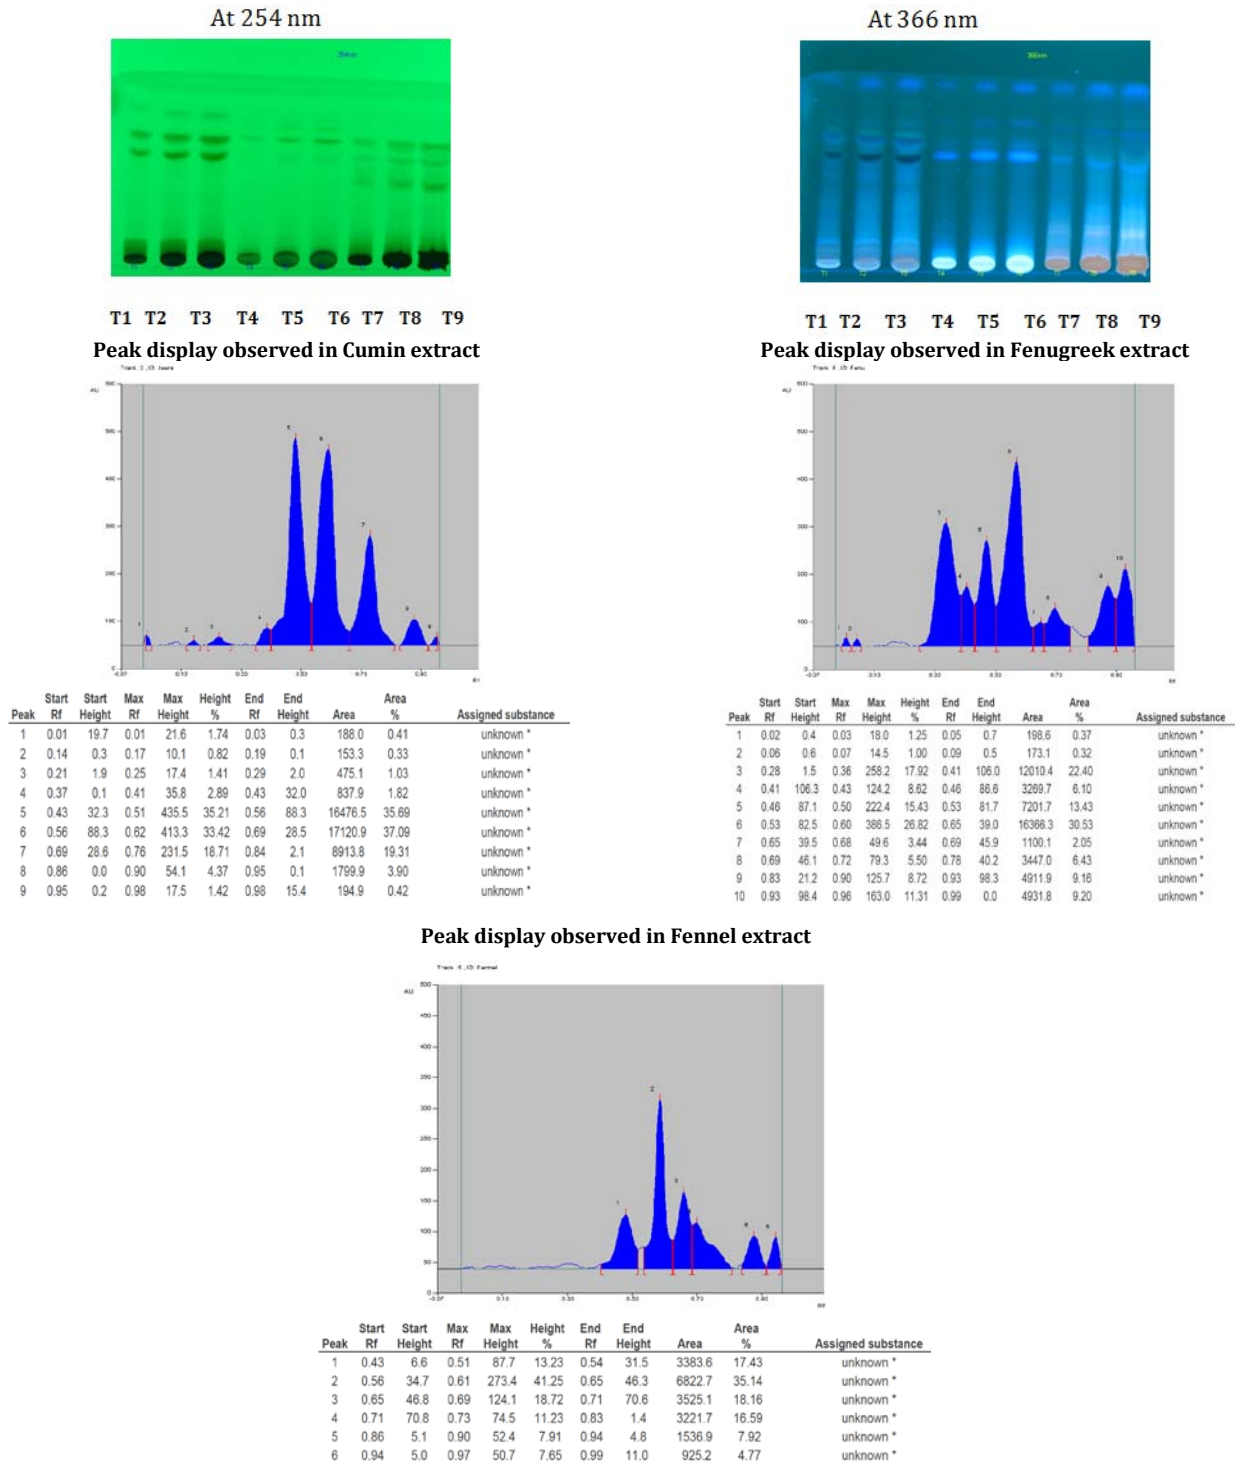 At 254 nm
At 366 nm
254nm
366nm
T1 T2 T3 T4 T5 T6 T7 T8 T9
T1 T2 T3 T4 T5 T6 T7 T8 T9
Peak display observed in Cumin extract
Peak display observed in Fenugreek extract
Peak Start Rf Start Height Max Rf Max Height Height % End Rf End Height Area Area % Assigned substance
1 0.01 19.7 0.01 21.6 1.74 0.03 0.3 188.0 0.41 unknown *
2 0.14 0.3 0.17 10.1 0.82 0.19 0.1 153.3 0.33 unknown *
3 0.21 1.9 0.25 17.4 1.41 0.29 2.0 475.1 1.03 unknown *
4 0.37 0.1 0.41 35.8 2.89 0.43 32.0 837.9 1.82 unknown *
5 0.43 32.3 0.51 435.5 35.21 0.56 88.3 16476.5 35.69 unknown *
6 0.56 88.3 0.62 413.3 33.42 0.69 28.5 17120.9 37.09 unknown *
7 0.69 28.6 0.76 231.5 18.71 0.84 2.1 8913.8 19.31 unknown *
8 0.86 0.0 0.90 54.1 4.37 0.95 0.1 1799.9 3.90 unknown *
9 0.95 0.2 0.98 17.5 1.42 0.98 15.4 194.9 0.42 unknown *
Peak Start Rf Start Height Max Rf Max Height Height % End Rf End Height Area Area % Assigned substance
1 0.02 0.4 0.03 18.0 1.25 0.05 0.7 198.6 0.37 unknown *
2 0.06 0.6 0.07 14.5 1.00 0.09 0.5 173.1 0.32 unknown *
3 0.28 1.5 0.36 258.2 17.92 0.41 106.0 12010.4 22.40 unknown *
4 0.41 106.3 0.43 124.2 8.62 0.46 86.6 3269.7 6.10 unknown *
5 0.46 87.1 0.50 222.4 15.43 0.53 81.7 7201.7 13.43 unknown *
6 0.53 82.5 0.60 386.5 26.82 0.65 39.0 16366.3 30.53 unknown *
7 0.65 39.5 0.68 49.6 3.44 0.69 45.9 1100.1 2.05 unknown *
8 0.69 46.1 0.72 79.3 5.50 0.78 40.2 3447.0 6.43 unknown *
9 0.83 21.2 0.90 125.7 8.72 0.93 98.3 4911.9 9.16 unknown *
10 0.93 98.4 0.96 163.0 11.31 0.99 0.0 4931.8 9.20 unknown *
Peak display observed in Fennel extract
Peak Start Rf Start Height Max Rf Max Height Height % End Rf End Height Area Area % Assigned substance
1 0.43 6.6 0.51 87.7 13.23 0.54 31.5 3383.6 17.43 unknown *
2 0.56 34.7 0.61 273.4 41.25 0.65 46.3 6822.7 35.14 unknown *
3 0.65 46.8 0.69 124.1 18.72 0.71 70.6 3525.1 18.16 unknown *
4 0.71 70.8 0.73 74.5 11.23 0.83 1.4 3221.7 16.59 unknown *
5 0.86 5.1 0.90 52.4 7.91 0.94 4.8 1536.9 7.92 unknown *
6 0.94 5.0 0.97 50.7 7.65 0.99 11.0 925.2 4.77 unknown *